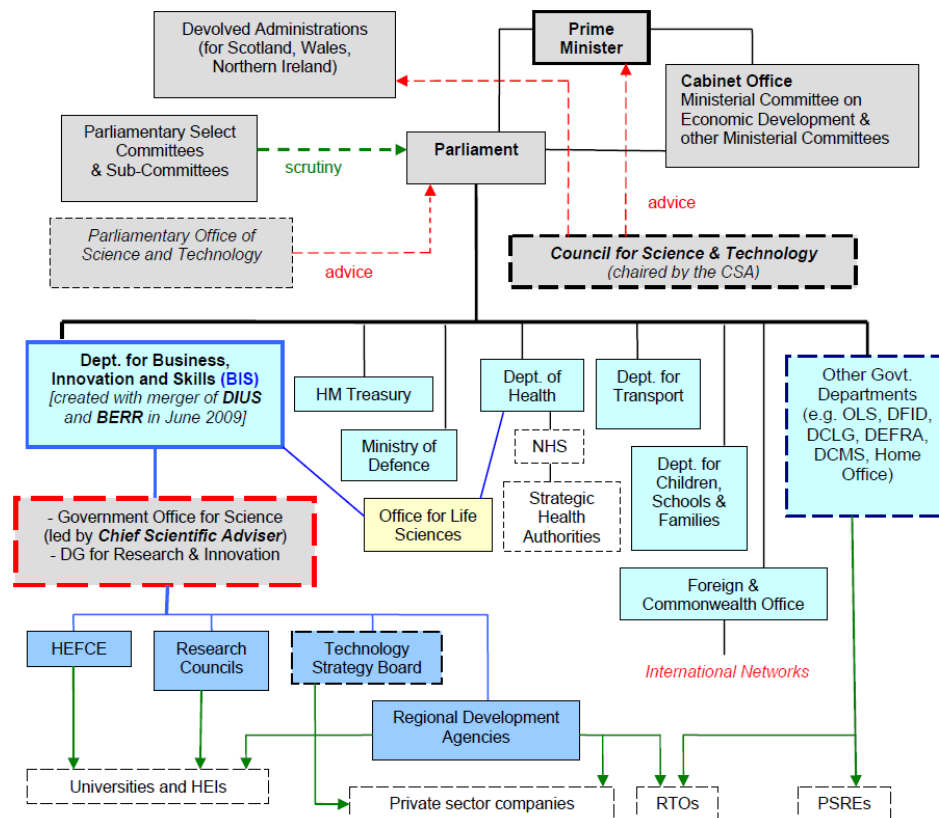 Devolved Administrations
(for Scotland, Wales,
Northern Ireland)
Prime
Minister
Cabinet Office
Ministerial Committee on
Economic Development &
other Ministerial Committees
Parliamentary Select
Committees
& Sub-Committees
scrutiny
Parliament
advice
Parliamentary Office of
Science and Technology
advice
Council for Science & Technology
(chaired by the CSA)
Dept. for Business,
Innovation and Skills (BIS)
[created with merger of DIUS
and BERR in June 2009]
HM Treasury
Ministry of
Defence
Dept. of
Health
NHS
Strategic
Health
Authorities
Dept. for
Transport
Dept. for
Children,
Schools &
Families
Other Govt.
Departments
(e.g. OLS, DFID,
DCLG, DEFRA,
DCMS, Home
Office)
- Government Office for Science
(led by Chief Scientific Adviser)
- DG for Research & Innovation
Office for Life
Sciences
Foreign &
Commonwealth Office
International Networks
HEFCE
Research
Councils
Technology
Strategy Board
Regional Development
Agencies
Universities and HEIs
Private sector companies
RTOs
PSREs